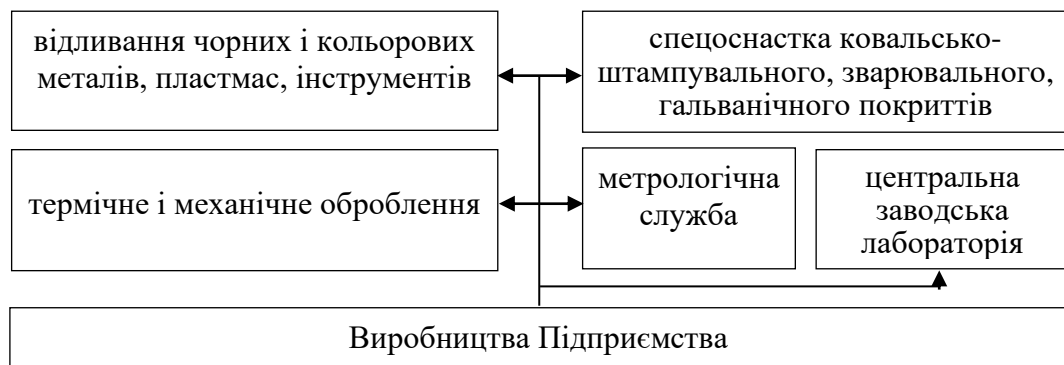 відливання чорних і кольорових
металів, пластмас, інструментів
спецоснастка ковальсько-
штампувального, зварювального,
гальванічного покриттів
термічне і механічне оброблення
метрологічна
служба
центральна
заводська
лабораторія
Виробництва Підприємства